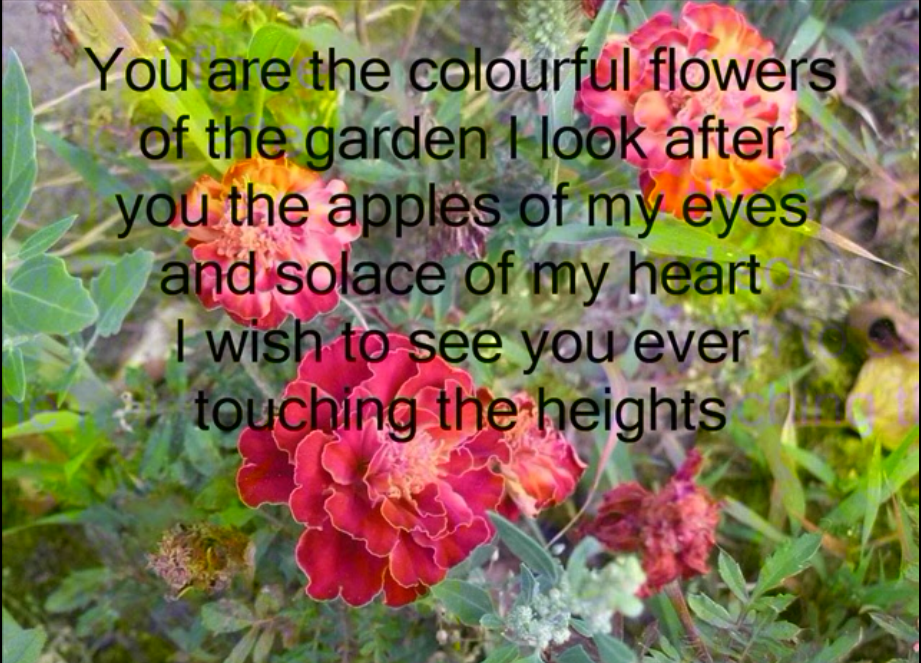 You are the colourful flowers
of the garden I look after
you the apples of my eyes
and solace of my heart
I wish to see you ever
touching the heights